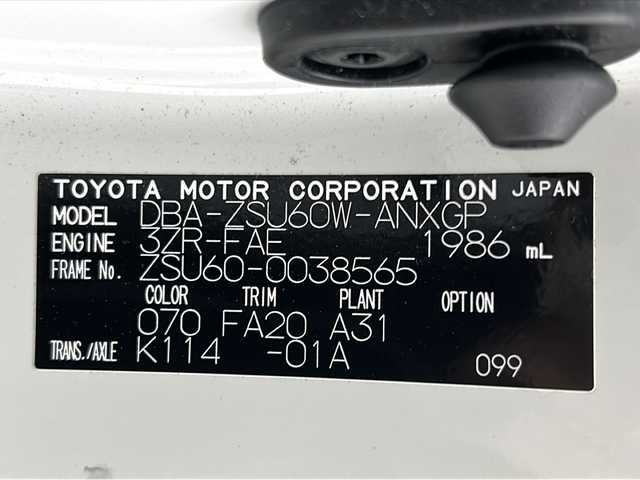 TOYOTA MOTOR CORPORATION JAPAN
MODEL DBA-ZSU60W-ANXGP
ENGINE 3ZR-FAE 1986 mL
FRAME No. ZSU60-0038565
COLOR TRIM PLANT OPTION
070 FA20 A31
TRANS./AXLE K114 -01A 099